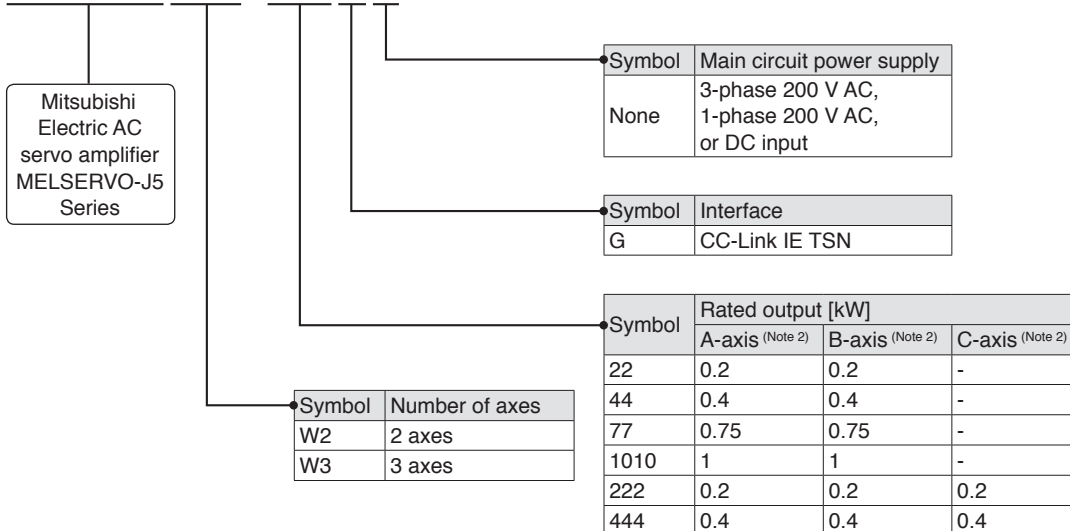 Mitsubishi
Electric AC
servo amplifier
MELSERVO-J5
Series
Symbol Main circuit power supply
None 3-phase 200 V AC,
1-phase 200 V AC,
or DC input
Symbol Interface
G CC-Link IE TSN
Symbol Rated output [kW]
A-axis (Note 2) B-axis (Note 2) C-axis (Note 2)
22 0.2 0.2 -
44 0.4 0.4 -
77 0.75 0.75 -
1010 1 1 -
222 0.2 0.2 0.2
444 0.4 0.4 0.4
Symbol Number of axes
W2 2 axes
W3 3 axes